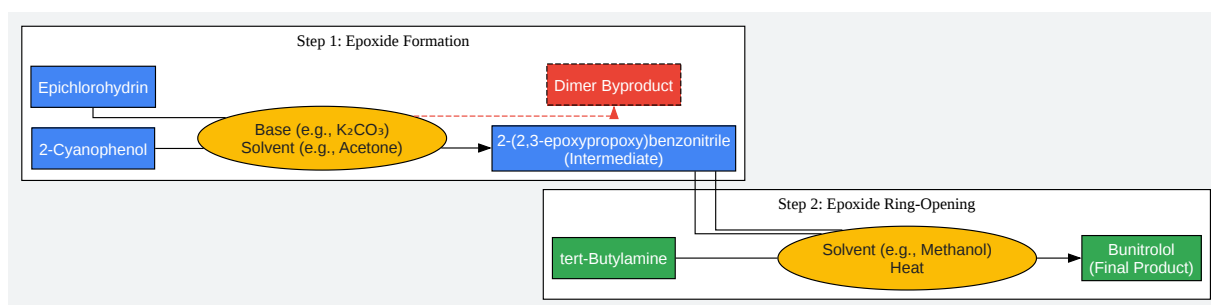 Step 1: Epoxide Formation
Epichlorohydrin
Dimer Byproduct
2-Cyanophenol
Base (e.g., K₂CO₃)
Solvent (e.g., Acetone)
2-(2,3-epoxypropoxy)benzonitrile
(Intermediate)
Step 2: Epoxide Ring-Opening
tert-Butylamine
Solvent (e.g., Methanol)
Heat
Bunitrolol
(Final Product)